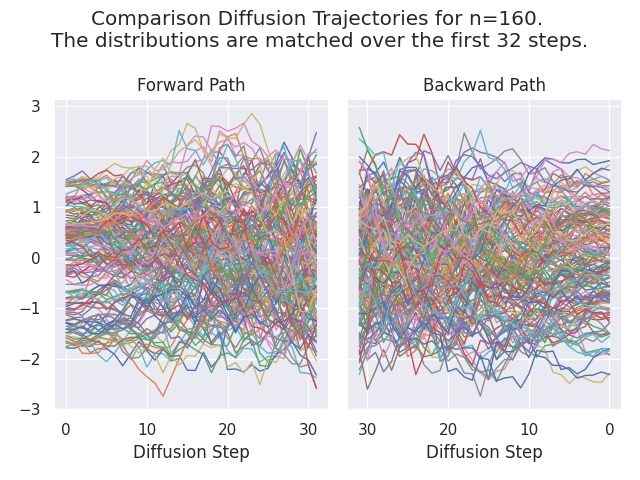 Comparison Diffusion Trajectories for n=160.
The distributions are matched over the first 32 steps.
Forward Path
Backward Path
3
2
1
0
−1
−2
−3
0 10 20 30
30 20 10 0
Diffusion Step
Diffusion Step